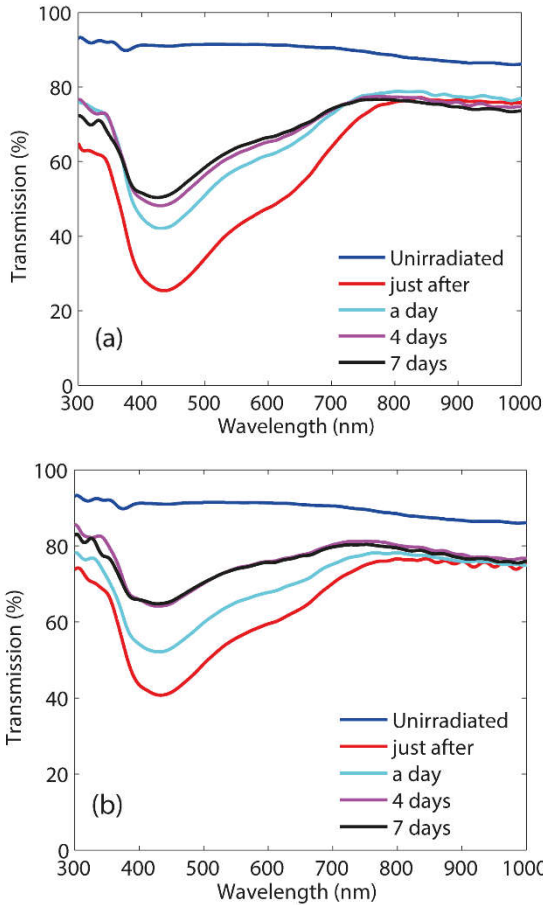 100
80
60
40
20
0
Transmission (%)
Unirradiated
just after
a day
4 days
7 days
(a)
300 400 500 600 700 800 900 1000
Wavelength (nm)
100
80
60
40
20
0
Transmission (%)
Unirradiated
just after
a day
4 days
7 days
(b)
300 400 500 600 700 800 900 1000
Wavelength (nm)